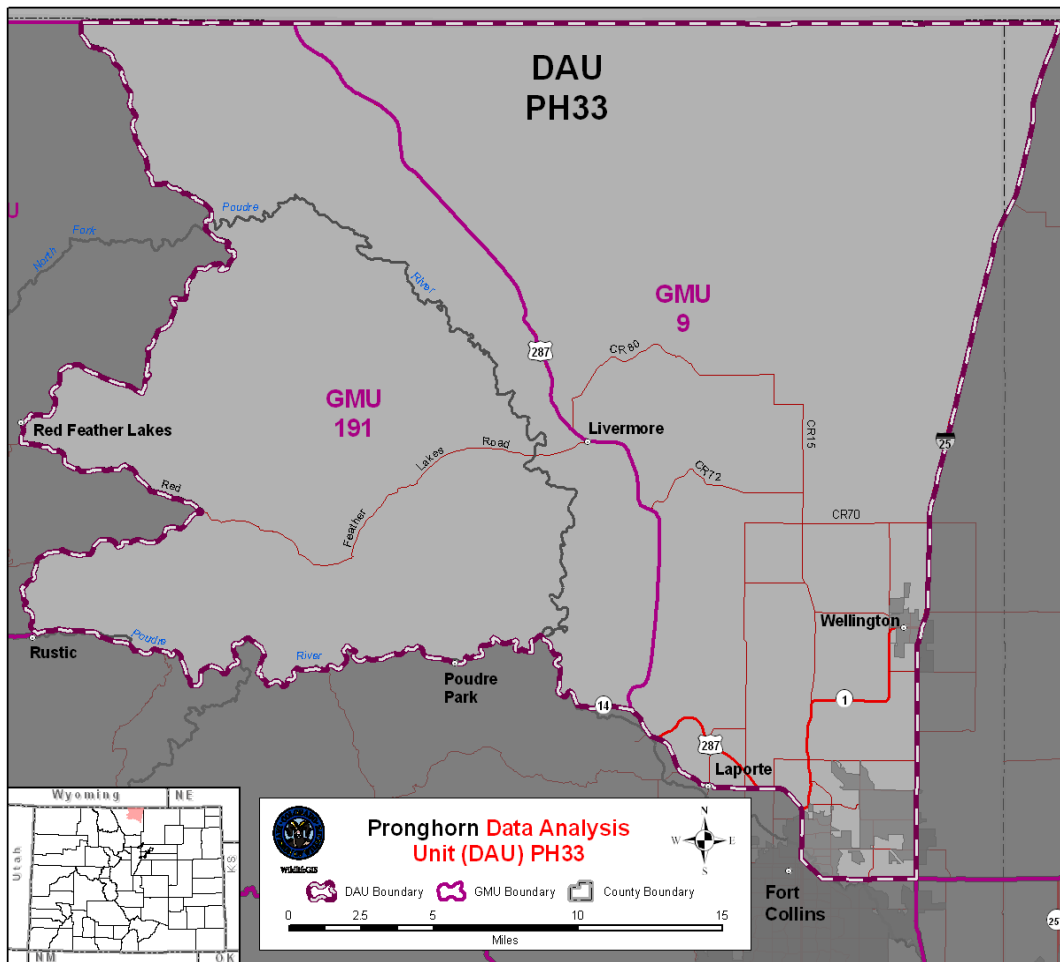 DAU
PH33
Poudre
U
Fork
North
River
GMU
9
287
CR80
GMU
191
Red Feather Lakes
Livermore
Road
Lakes
CR15
25
CR72
Red
Feather
CR70
Wellington
Poudre
Rustic
River
Poudre
Park
14
1
287
Laporte
Wyoming
NE
Utah
KS
NM
OK
WildlifeGIS
Pronghorn Data Analysis
Unit (DAU) PH33
N
W
E
S
DAU Boundary
GMU Boundary
County Boundary
0 2.5 5 10 15
Miles
Fort
Collins
25